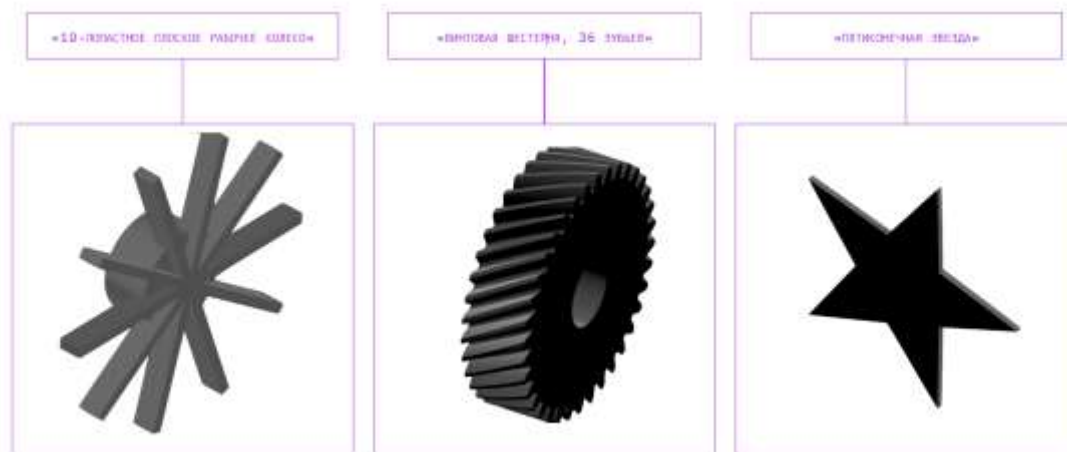 «10-ЛОПАСТНОЕ ПЛОСКОЕ РАБОЧЕЕ КОЛЕСО»
«ВИНТОВАЯ ШЕСТЕРНЯ, 36 ЗУБЬЕВ»
«ПЯТИКОНЕЧНАЯ ЗВЕЗДА»